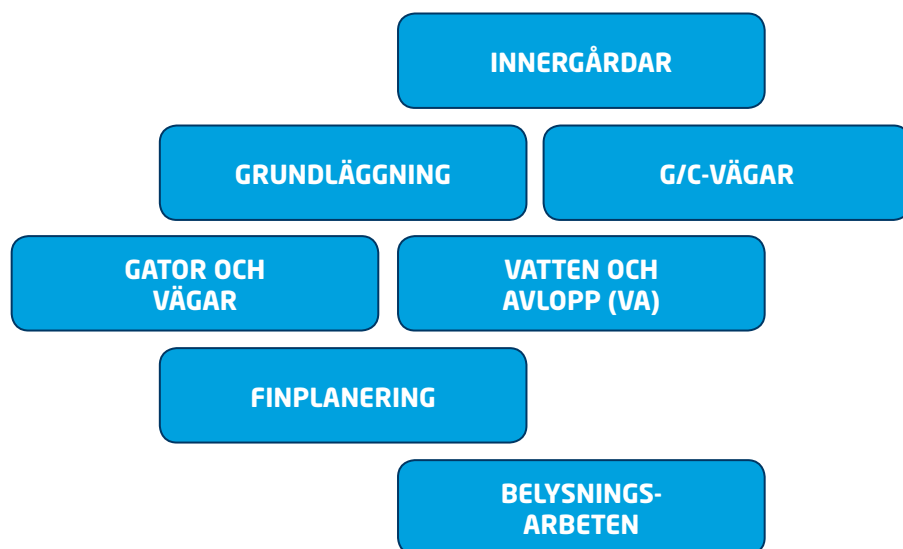 INNERGÅRDAR
GRUNDLÄGGNING
G/C-VÄGAR
GATOR OCH
VÄGAR
VATTEN OCH
AVLOPP (VA)
FINPLANERING
BELYSNINGS-
ARBETEN